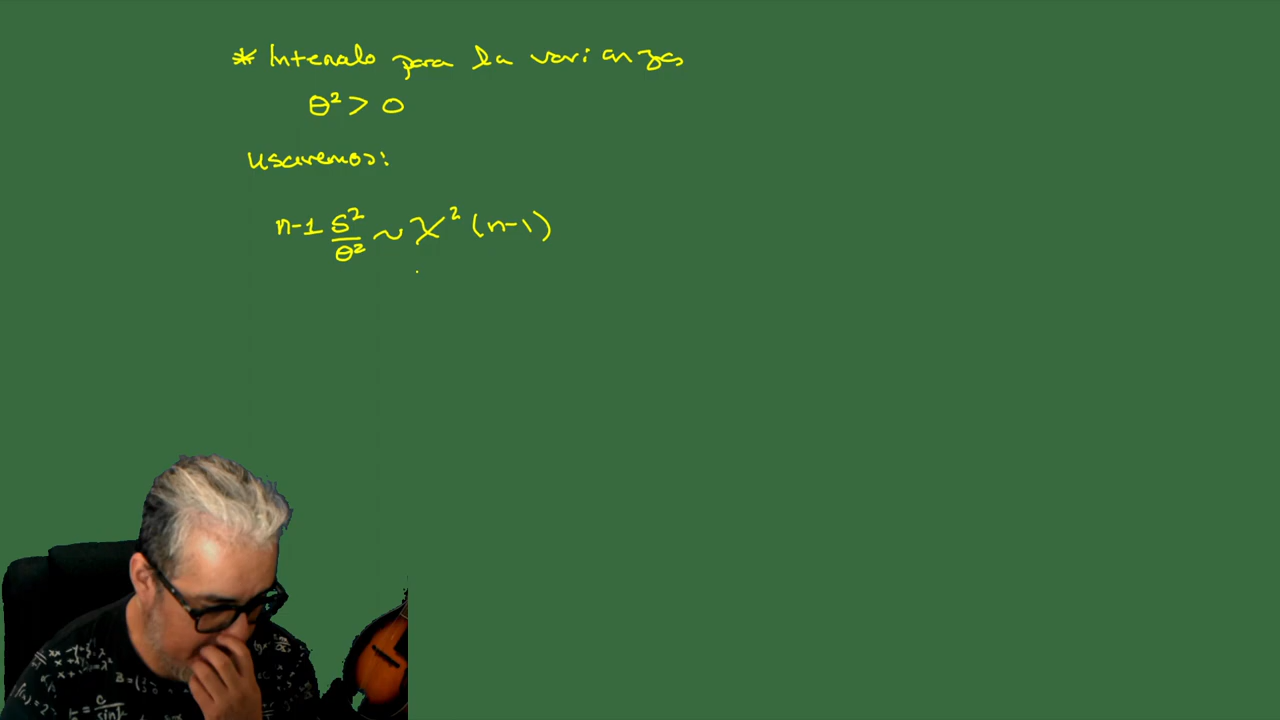 * Intervalo para la varianza
θ² > 0
Usaremos:
n-1 S²/θ² ~ χ² (n-1)